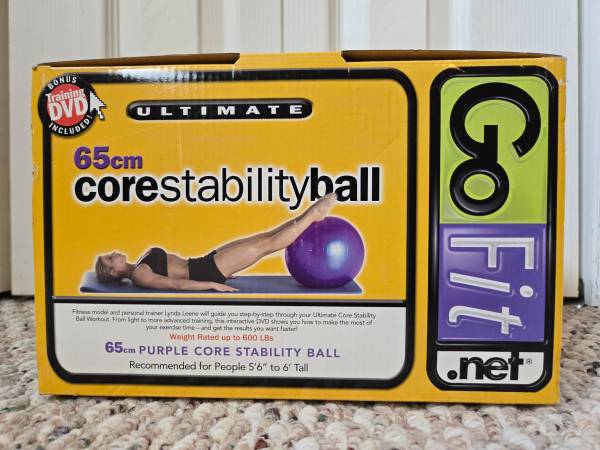 BONUS
Training
DVD
INCLUDED!
ULTIMATE
65cm
corestabilityball
Fitness model and personal trainer Lynda Leene will guide you step-by-step through your Ultimate Core Stability
Ball Workout. From light to more advanced training, this interactive DVD shows you how to make the most of
your exercise time – and get the results you want faster!
Weight Rated up to 600 LBs
65cm PURPLE CORE STABILITY BALL
Recommended for People 5'6" to 6' Tall
Go
Fit
.net®